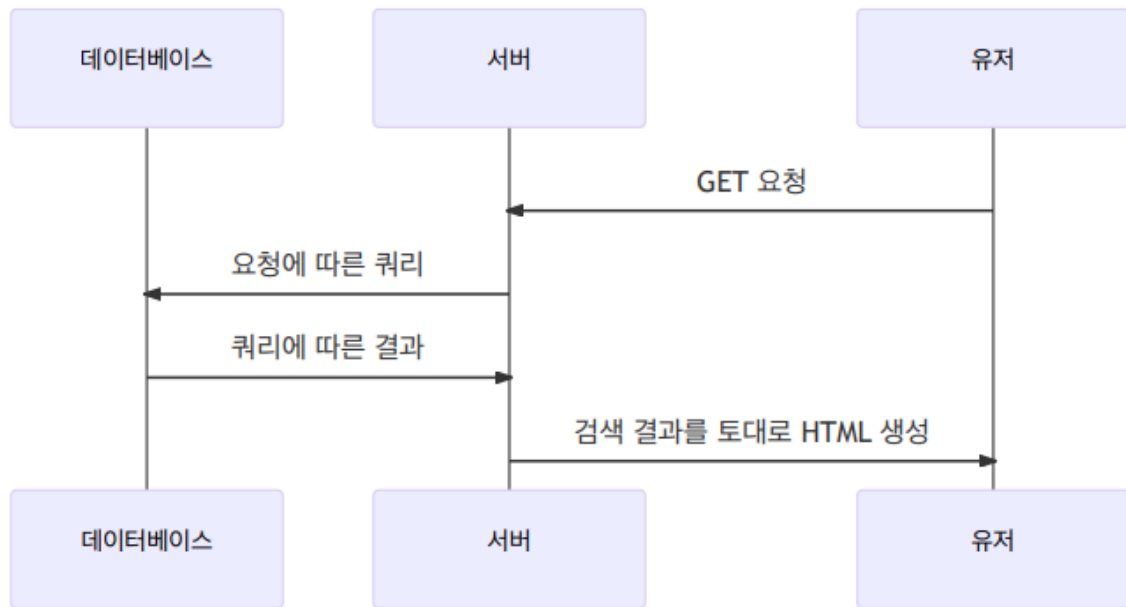 데이터베이스
서버
유저
GET 요청
요청에 따른 쿼리
쿼리에 따른 결과
검색 결과를 토대로 HTML 생성
데이터베이스
서버
유저